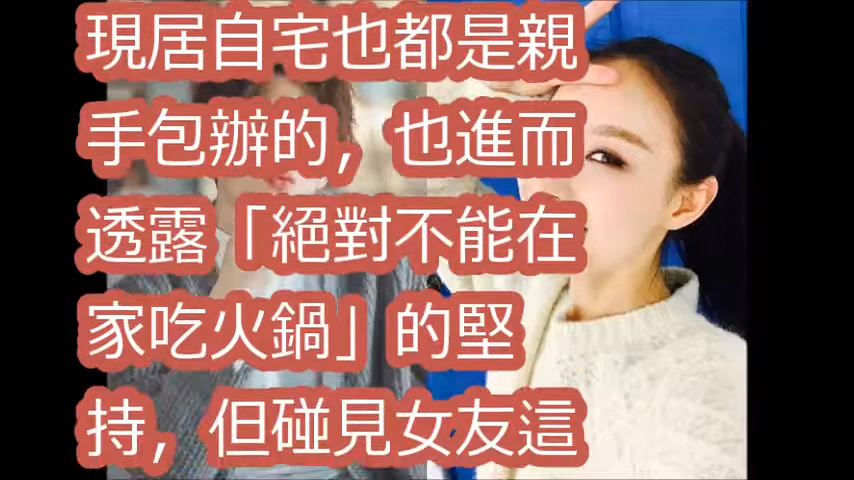 現居自宅也都是親
手包辦的，也進而
透露「絕對不能在
家吃火鍋」的堅
持，但碰見女友這